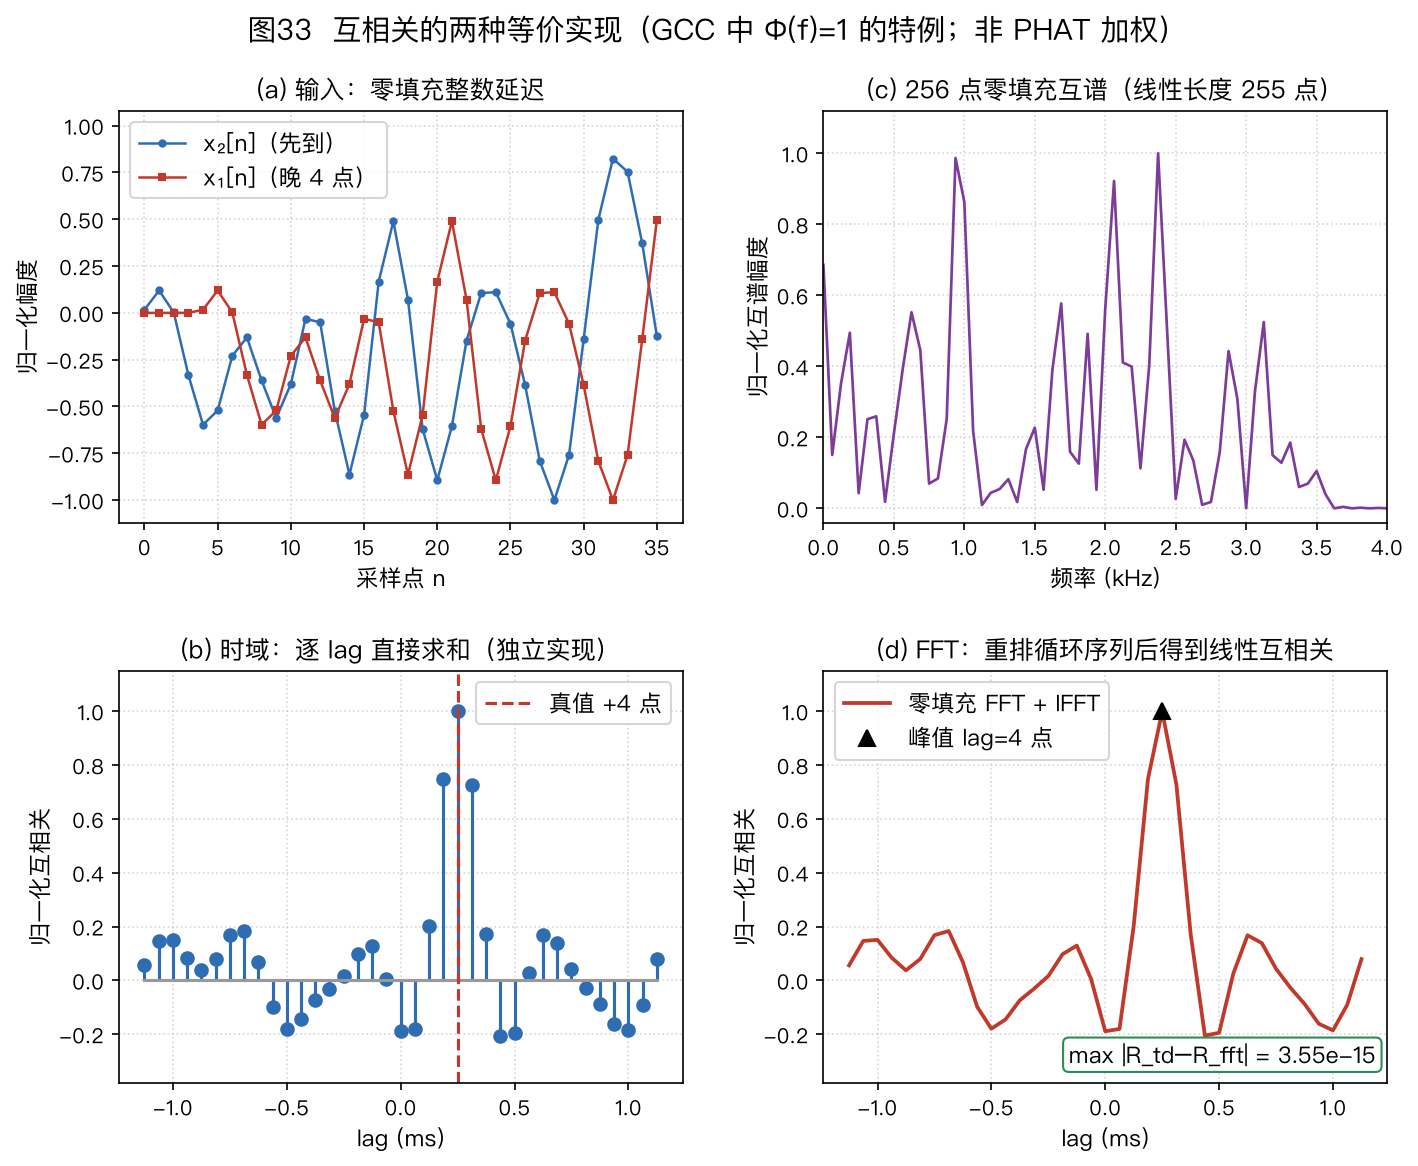 图33  互相关的两种等价实现（GCC 中 Φ(f)=1 的特例；非 PHAT 加权）
(a) 输入：零填充整数延迟
x₂[n]（先到）
x₁[n]（晚 4 点）
1.00
0.75
0.50
0.25
0.00
−0.25
−0.50
−0.75
−1.00
归一化幅度
0 5 10 15 20 25 30 35
采样点 n
(c) 256 点零填充互谱（线性长度 255 点）
1.0
0.8
0.6
0.4
0.2
0.0
归一化互谱幅度
0.0 0.5 1.0 1.5 2.0 2.5 3.0 3.5 4.0
频率 (kHz)
(b) 时域：逐 lag 直接求和（独立实现）
真值 +4 点
1.0
0.8
0.6
0.4
0.2
0.0
−0.2
归一化互相关
−1.0 −0.5 0.0 0.5 1.0
lag (ms)
(d) FFT：重排循环序列后得到线性互相关
零填充 FFT + IFFT
峰值 lag=4 点
1.0
0.8
0.6
0.4
0.2
0.0
−0.2
归一化互相关
max |R_td−R_fft| = 3.55e−15
−1.0 −0.5 0.0 0.5 1.0
lag (ms)